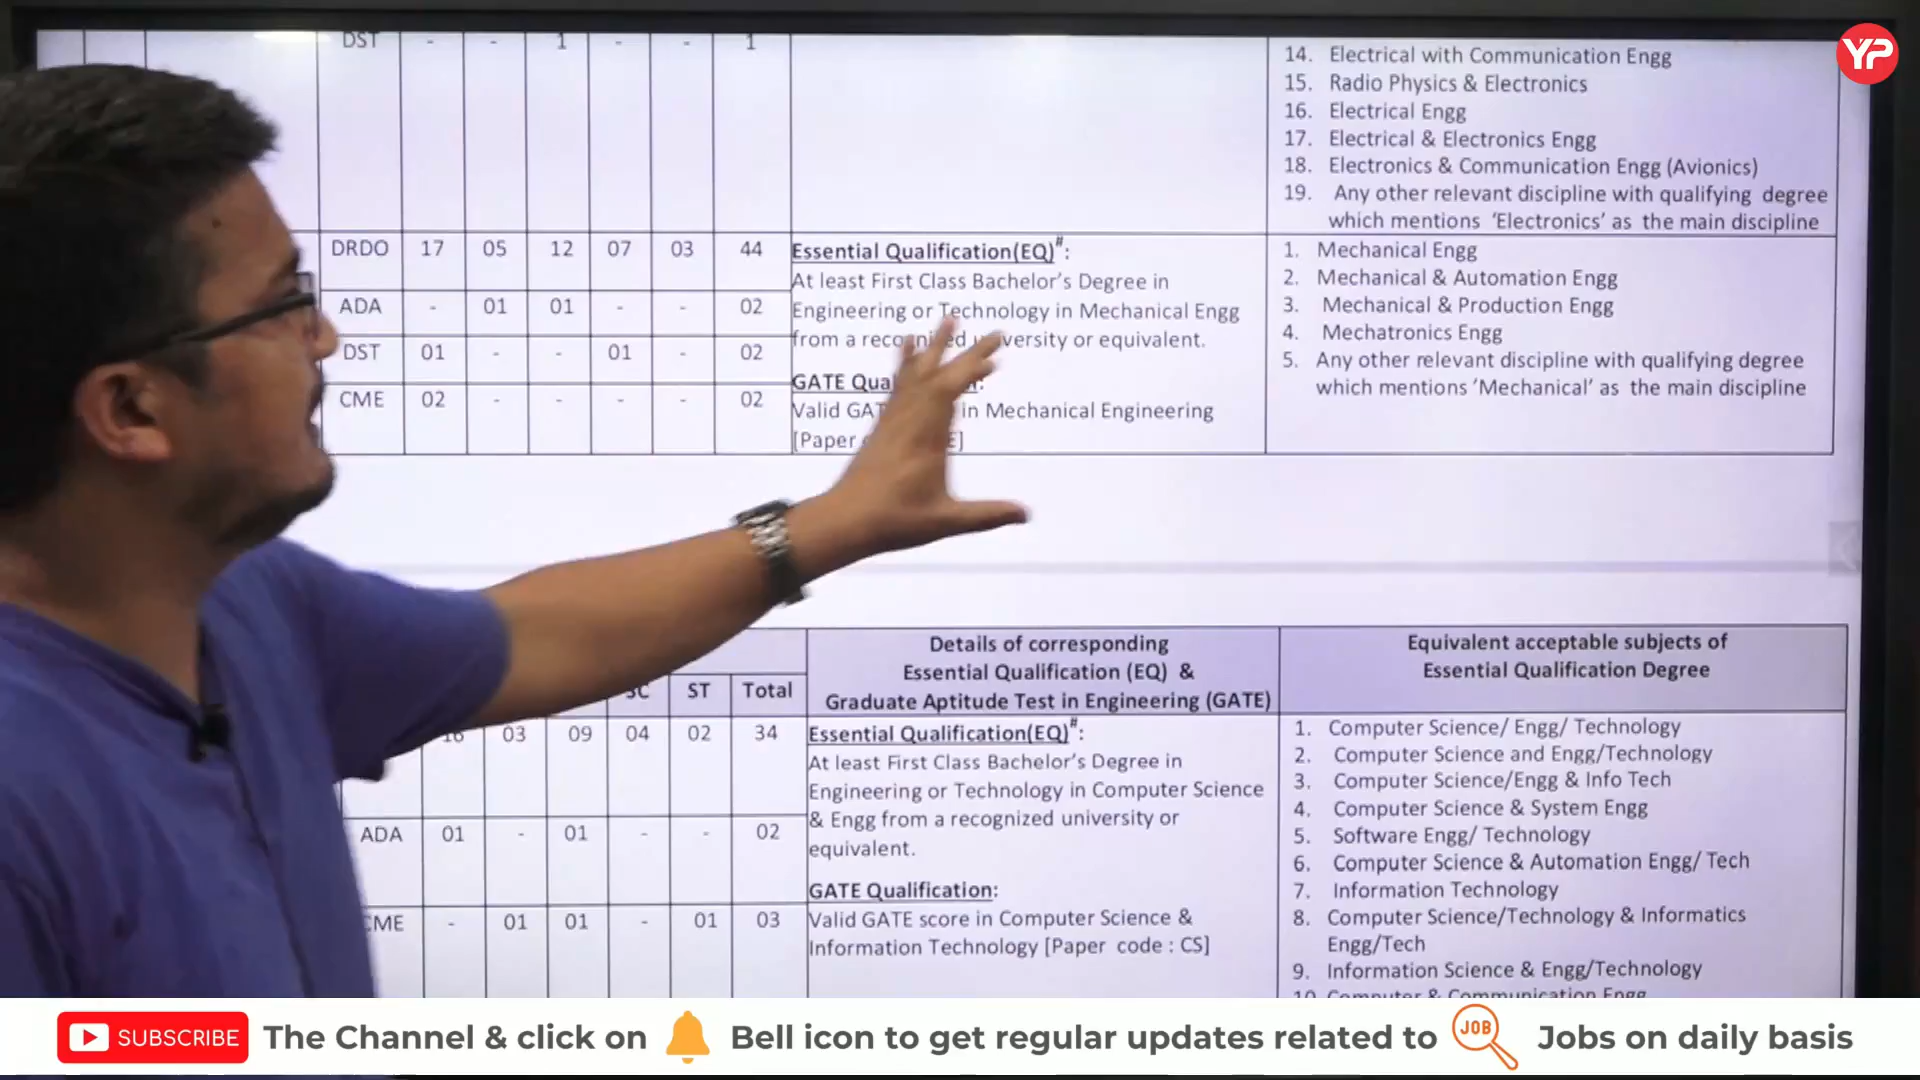 YP
DST - - 1 - - 1
14. Electrical with Communication Engg
15. Radio Physics & Electronics
16. Electrical Engg
17. Electrical & Electronics Engg
18. Electronics & Communication Engg (Avionics)
19. Any other relevant discipline with qualifying degree
which mentions ‘Electronics’ as the main discipline
DRDO 17 05 12 07 03 44
ADA - 01 01 - - 02
DST 01 - - 01 - 02
CME 02 - - - - 02
Essential Qualification(EQ)#:
At least First Class Bachelor’s Degree in
Engineering or Technology in Mechanical Engg
from a university or equivalent.
GATE
Valid in Mechanical Engineering
[Paper
1. Mechanical Engg
2. Mechanical & Automation Engg
3. Mechanical & Production Engg
4. Mechatronics Engg
5. Any other relevant discipline with qualifying degree
which mentions ‘Mechanical’ as the main discipline
SC ST Total
Details of corresponding
Essential Qualification (EQ) &
Graduate Aptitude Test in Engineering (GATE)
Equivalent acceptable subjects of
Essential Qualification Degree
16 03 09 04 02 34
ADA 01 - 01 - - 02
CME - 01 01 - 01 03
Essential Qualification(EQ)#:
At least First Class Bachelor’s Degree in
Engineering or Technology in Computer Science
& Engg from a recognized university or
equivalent.
GATE Qualification:
Valid GATE score in Computer Science &
Information Technology [Paper code : CS]
1. Computer Science/ Engg/ Technology
2. Computer Science and Engg/Technology
3. Computer Science/Engg & Info Tech
4. Computer Science & System Engg
5. Software Engg/ Technology
6. Computer Science & Automation Engg/ Tech
7. Information Technology
8. Computer Science/Technology & Informatics
Engg/Tech
9. Information Science & Engg/Technology
10 Computer & Communication Engg
SUBSCRIBE The Channel & click on Bell icon to get regular updates related to JOB Jobs on daily basis